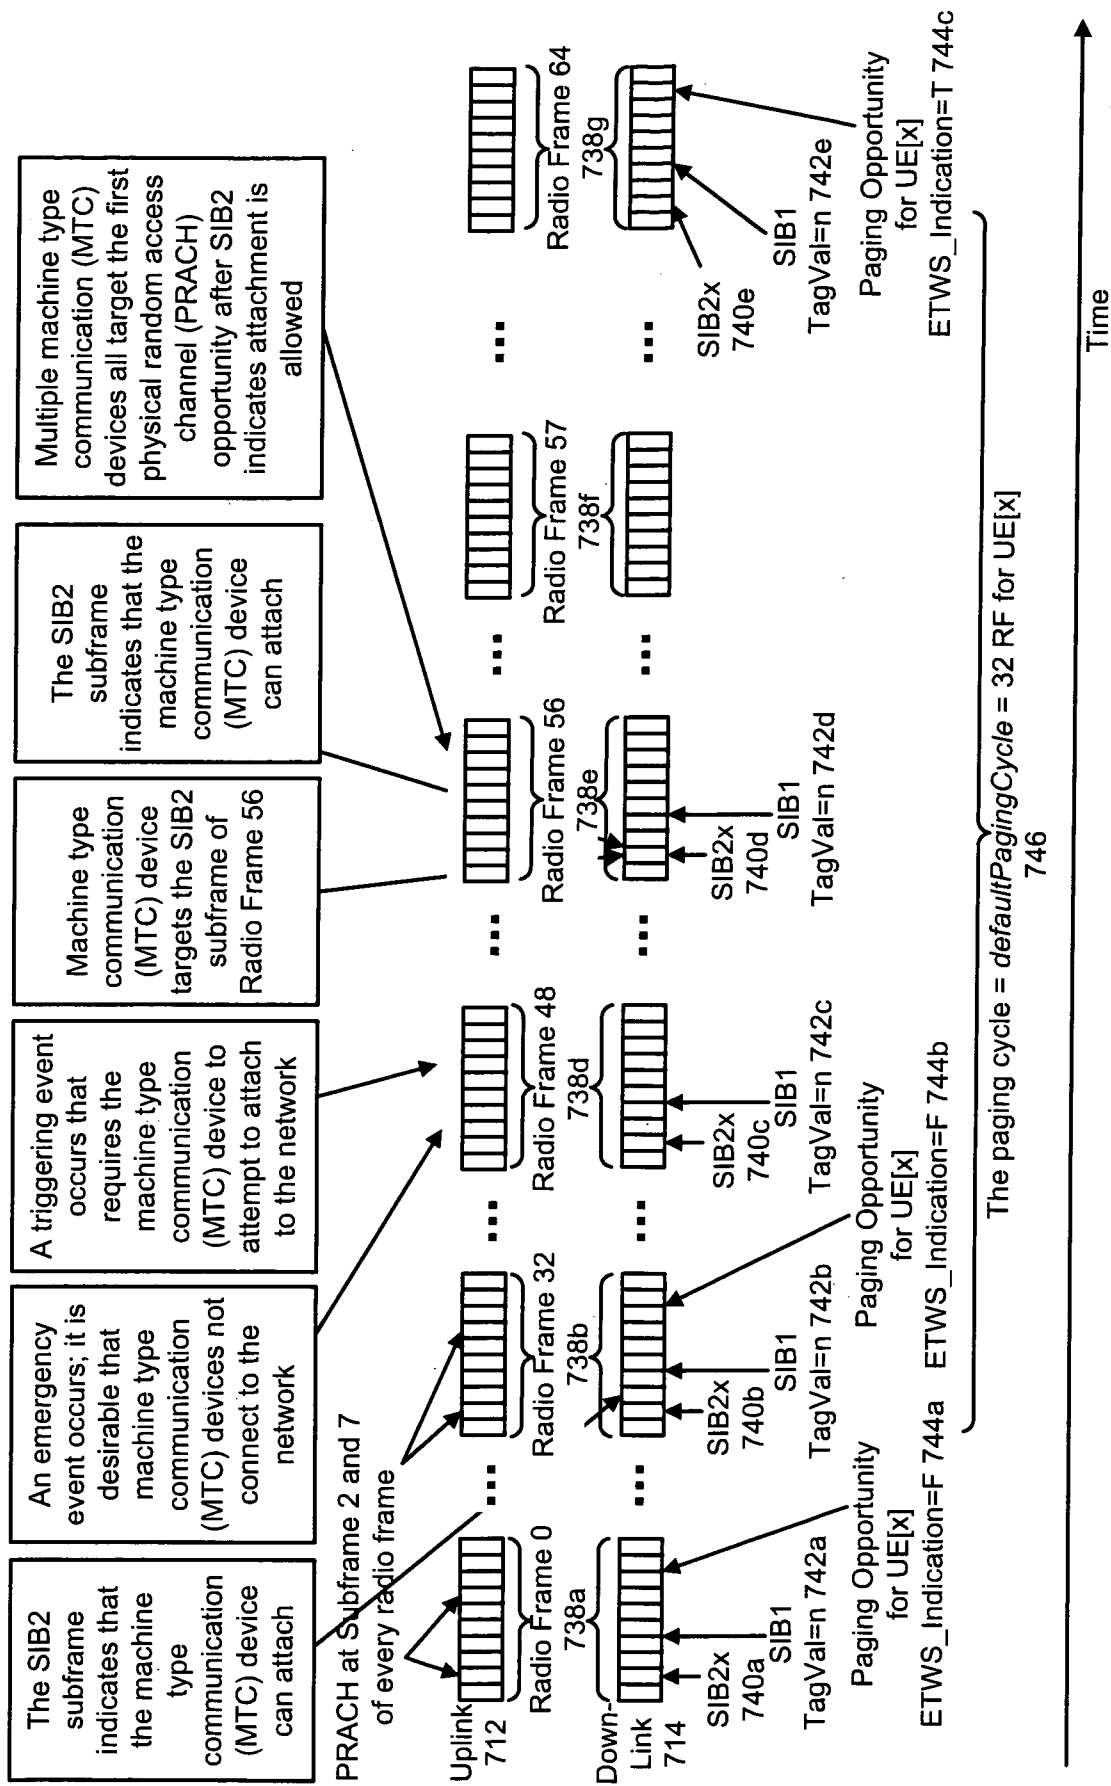 The SIB2
subframe
indicates that
the machine
type
communication
(MTC) device
can attach
An emergency
event occurs; it is
desirable that
machine type
communication
(MTC) devices not
connect to the
network
A triggering event
occurs that
requires the
machine type
communication
(MTC) device to
attempt to attach
to the network
Machine type
communication
(MTC) device
targets the SIB2
subframe of
Radio Frame 56
The SIB2
subframe
indicates that the
machine type
communication
(MTC) device
can attach
Multiple machine type
communication (MTC)
devices all target the first
physical random access
channel (PRACH)
opportunity after SIB2
indicates attachment is
allowed
PRACH at Subframe 2 and 7
of every radio frame
Uplink
712
Radio Frame 0
738a
Radio Frame 32
738b
Radio Frame 48
738d
Radio Frame 56
738e
Radio Frame 57
738f
Radio Frame 64
738g
Down-
Link
714
SIB2x
740a
SIB1
TagVal=n 742a
Paging Opportunity
for UE[x]
ETWS_Indication=F 744a
SIB2x
740b
SIB1
TagVal=n 742b
Paging Opportunity
for UE[x]
ETWS_Indication=F 744b
SIB2x
740c
SIB1
TagVal=n 742c
SIB2x
740d
SIB1
TagVal=n 742d
SIB2x
740e
SIB1
TagVal=n 742e
Paging Opportunity
for UE[x]
ETWS_Indication=T 744c
The paging cycle = defaultPagingCycle = 32 RF for UE[x]
746
Time